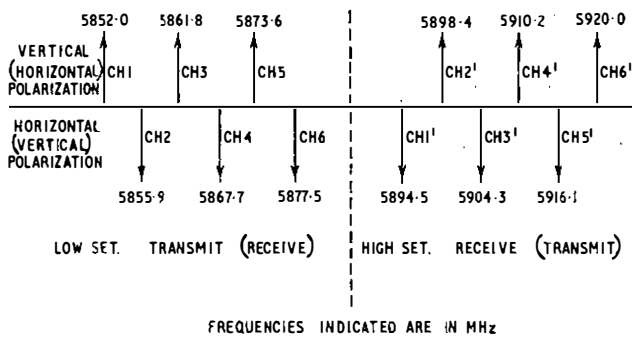 5852·0 5861·8 5873·6 5898·4 5910·2 5920·0
VERTICAL
(HORIZONTAL)
POLARIZATION
CH1 CH3 CH5 CH2' CH4' CH6'
HORIZONTAL
(VERTICAL)
POLARIZATION
CH2 CH4 CH6 CH1' CH3' CH5'
5855·9 5867·7 5877·5 5894·5 5904·3 5916·1
LOW SET. TRANSMIT (RECEIVE) HIGH SET. RECEIVE (TRANSMIT)
FREQUENCIES INDICATED ARE IN MHz